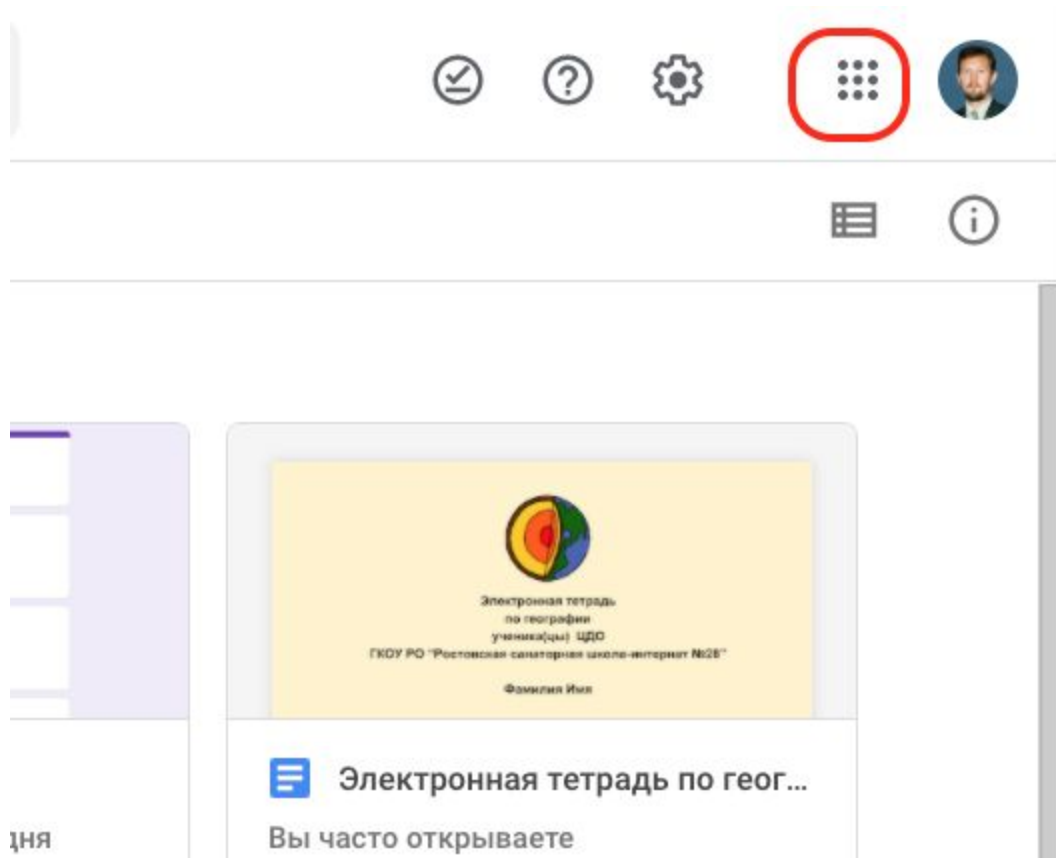 Электронная тетрадь
по географии
ученика(цы) ЦДО
ГКОУ РО "Ростовская санаторная школа-интернат №28"
Фамилия Имя
Электронная тетрадь по геог...
дня
Вы часто открываете